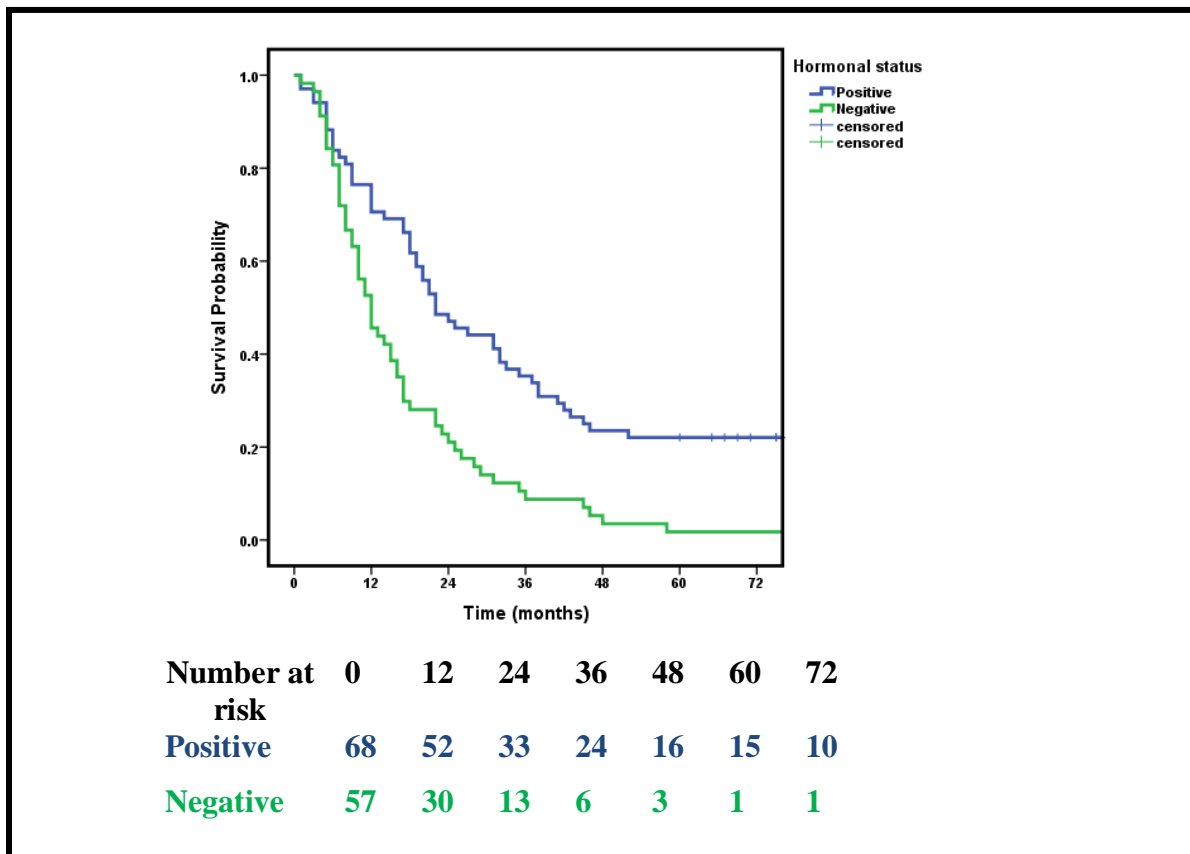 Hormonal status
Positive
Negative
censored
censored
Survival Probability
1.0
0.8
0.6
0.4
0.2
0.0
0 12 24 36 48 60 72
Time (months)
Number at 0 12 24 36 48 60 72
risk
Positive 68 52 33 24 16 15 10
Negative 57 30 13 6 3 1 1